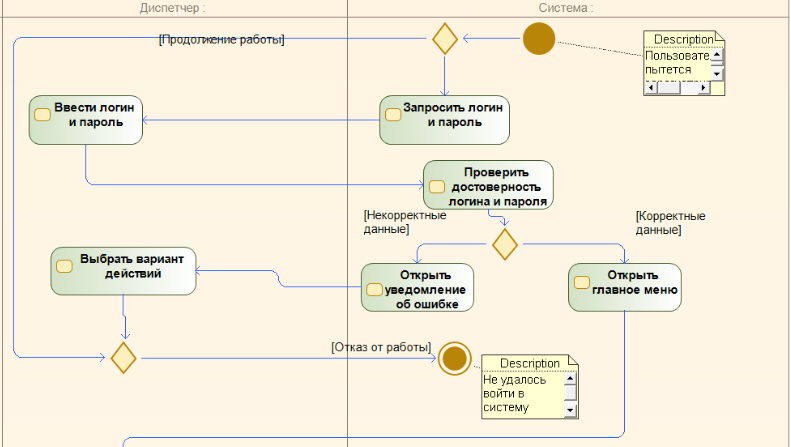 Диспетчер :
Система :
[Продолжение работы]
Description
Пользовате
пытется
Ввести логин
и пароль
Запросить логин
и пароль
Проверить
достоверность
логина и пароля
[Некорректные
данные]
[Корректные
данные]
Выбрать вариант
действий
Открыть
уведомление
об ошибке
Открыть
главное меню
[Отказ от работы]
Description
Не удалось
войти в
систему